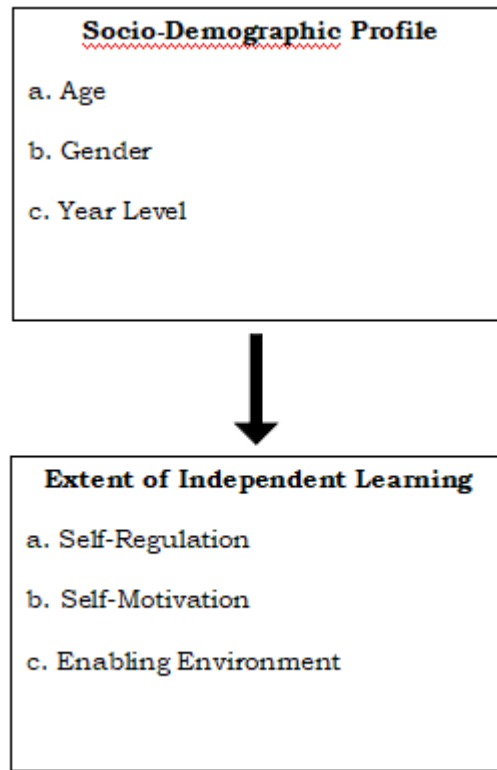 Socio-Demographic Profile
a. Age
b. Gender
c. Year Level
Extent of Independent Learning
a. Self-Regulation
b. Self-Motivation
c. Enabling Environment